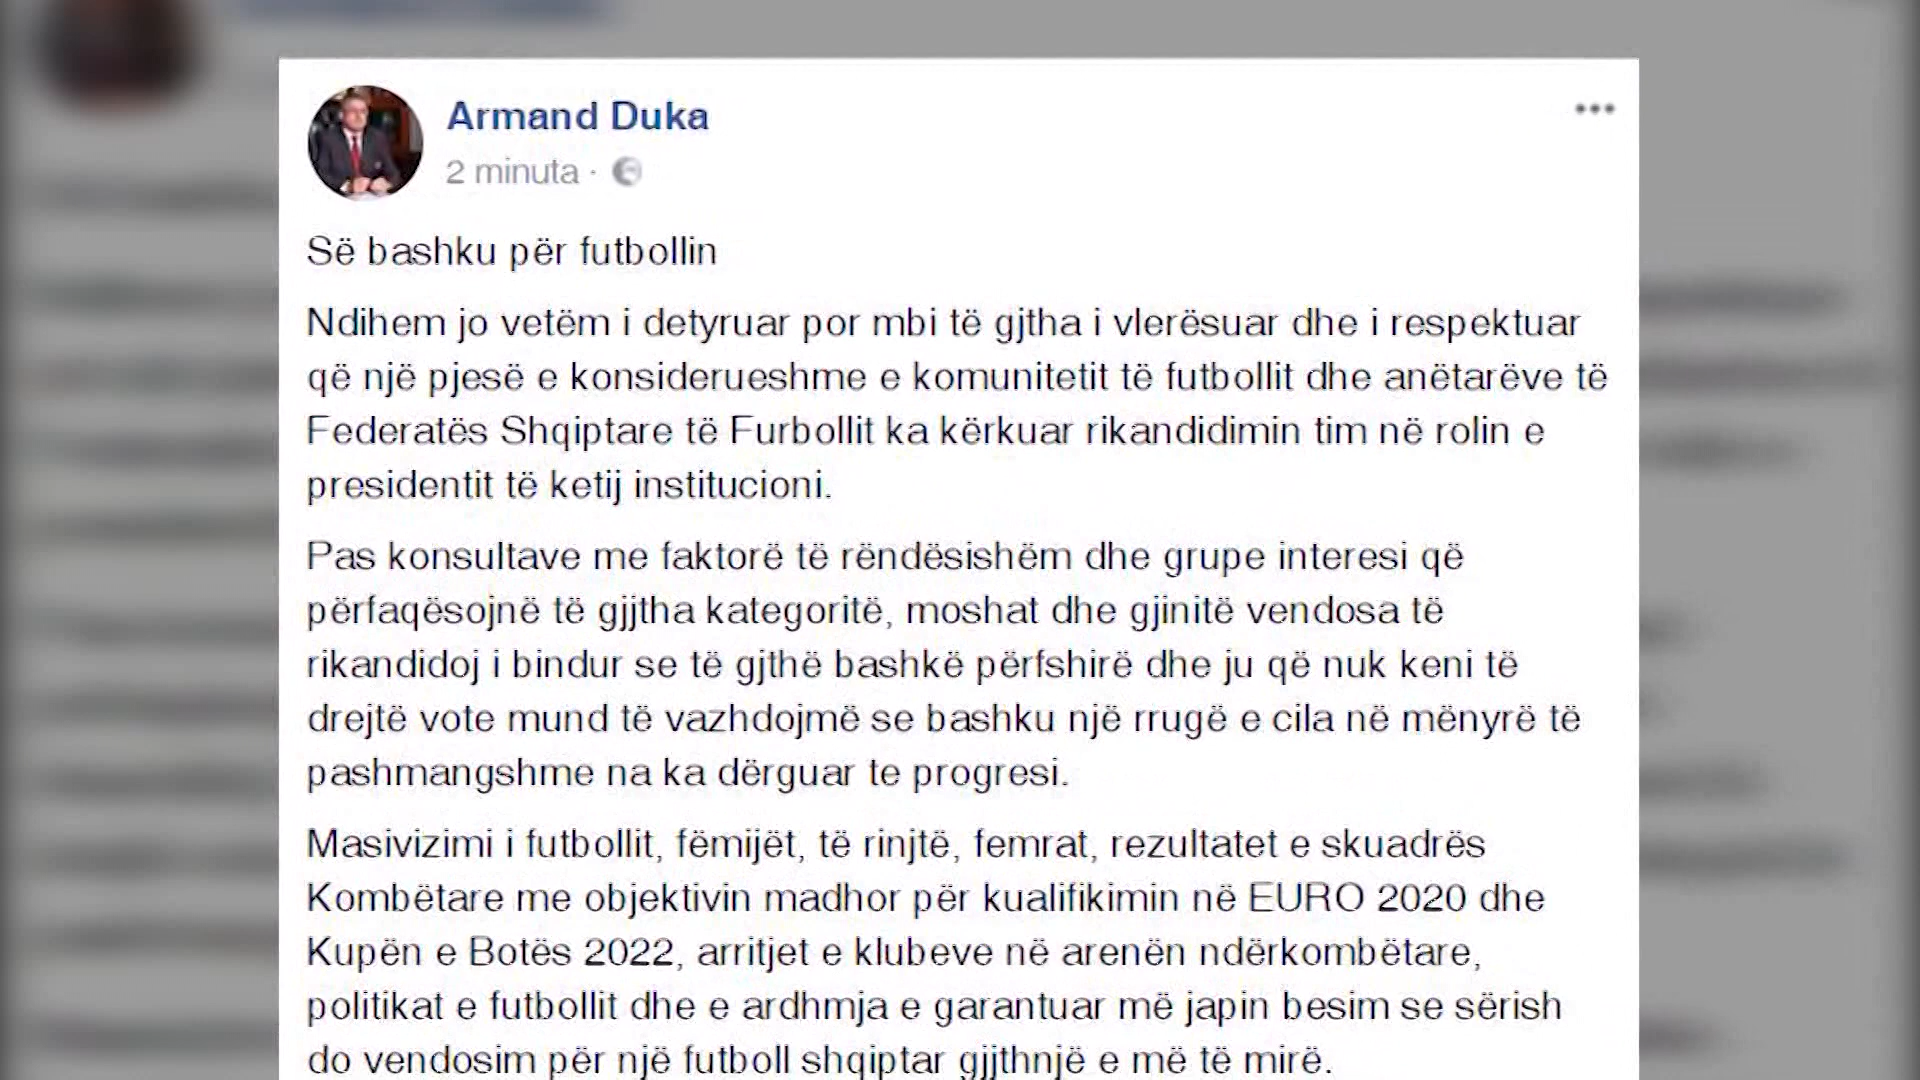 Armand Duka
2 minuta ·
Së bashku për futbollin
Ndihem jo vetëm i detyruar por mbi të gjtha i vlerësuar dhe i respektuar
që një pjesë e konsiderueshme e komunitetit të futbollit dhe anëtarëve të
Federatës Shqiptare të Furbollit ka kërkuar rikandidimin tim në rolin e
presidentit të ketij institucioni.
Pas konsultave me faktorë të rëndësishëm dhe grupe interesi që
përfaqësojnë të gjjtha kategoritë, moshat dhe gjinitë vendosa të
rikandidoj i bindur se të gjthë bashkë përfshirë dhe ju që nuk keni të
drejtë vote mund të vazhdojmë se bashku një rrugë e cila në mënyrë të
pashmangshme na ka dërguar te progresi.
Masivizimi i futbollit, fëmijët, të rinjtë, femrat, rezultatet e skuadrës
Kombëtare me objektivin madhor për kualifikimin në EURO 2020 dhe
Kupën e Botës 2022, arritjet e klubeve në arenën ndërkombëtare,
politikat e futbollit dhe e ardhmja e garantuar më japin besim se sërish
do vendosim për një futboll shqiptar gjjthnjë e më të mirë.